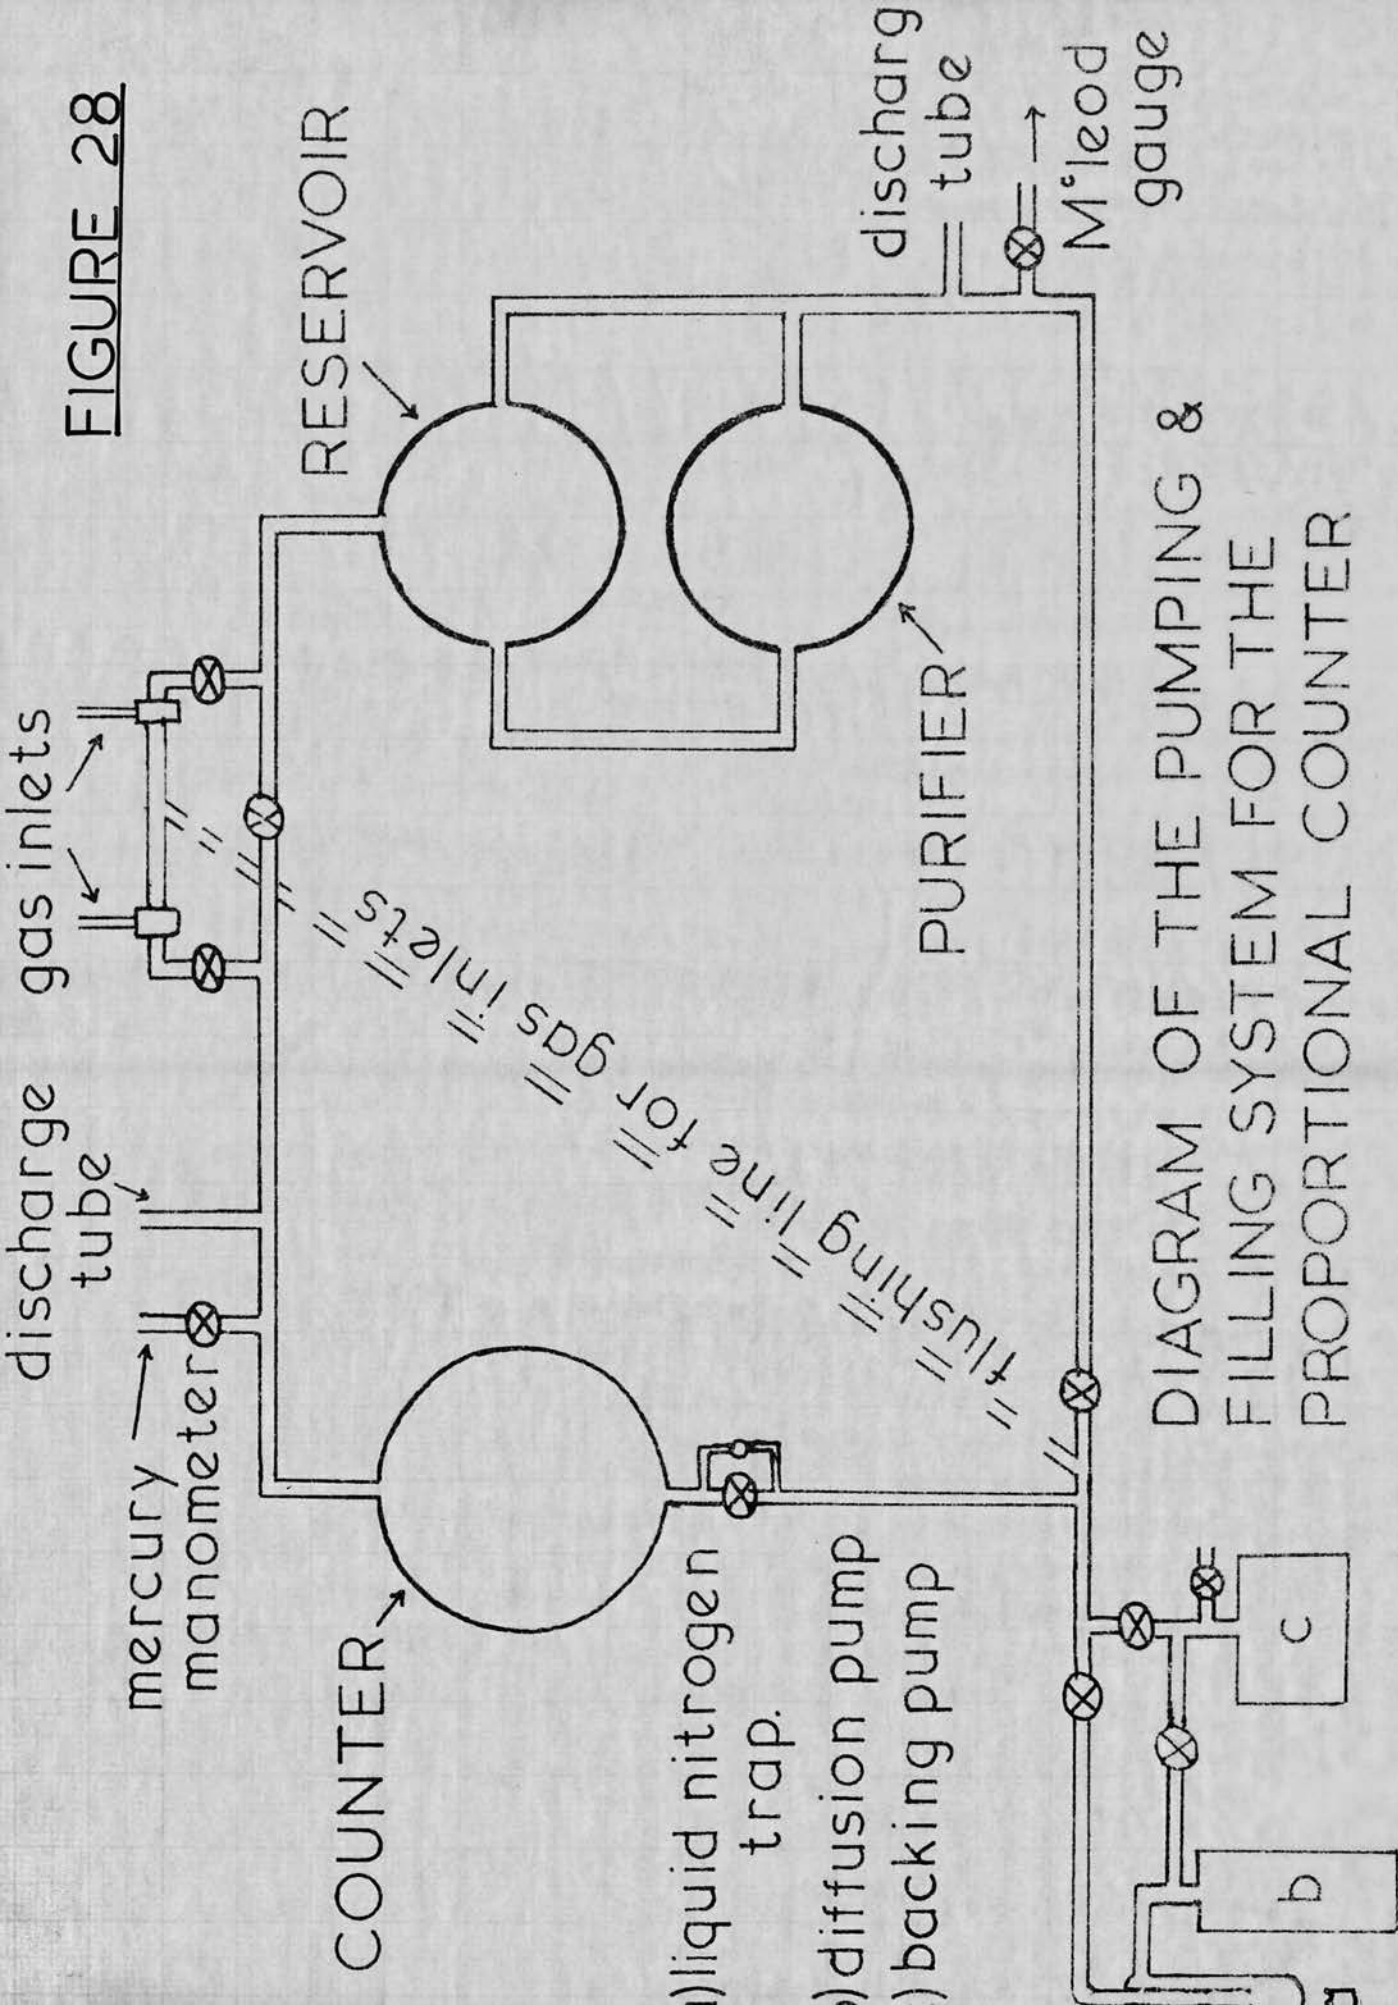 FIGURE 28
discharge
tube
gas inlets
mercury
manometer
RESERVOIR
COUNTER
flushing line for gas inlets
PURIFIER
discharg
tube
Mᶜleod
gauge
)liquid nitrogen
trap.
)diffusion pump
)backing pump
b
c
DIAGRAM OF THE PUMPING &
FILLING SYSTEM FOR THE
PROPORTIONAL COUNTER